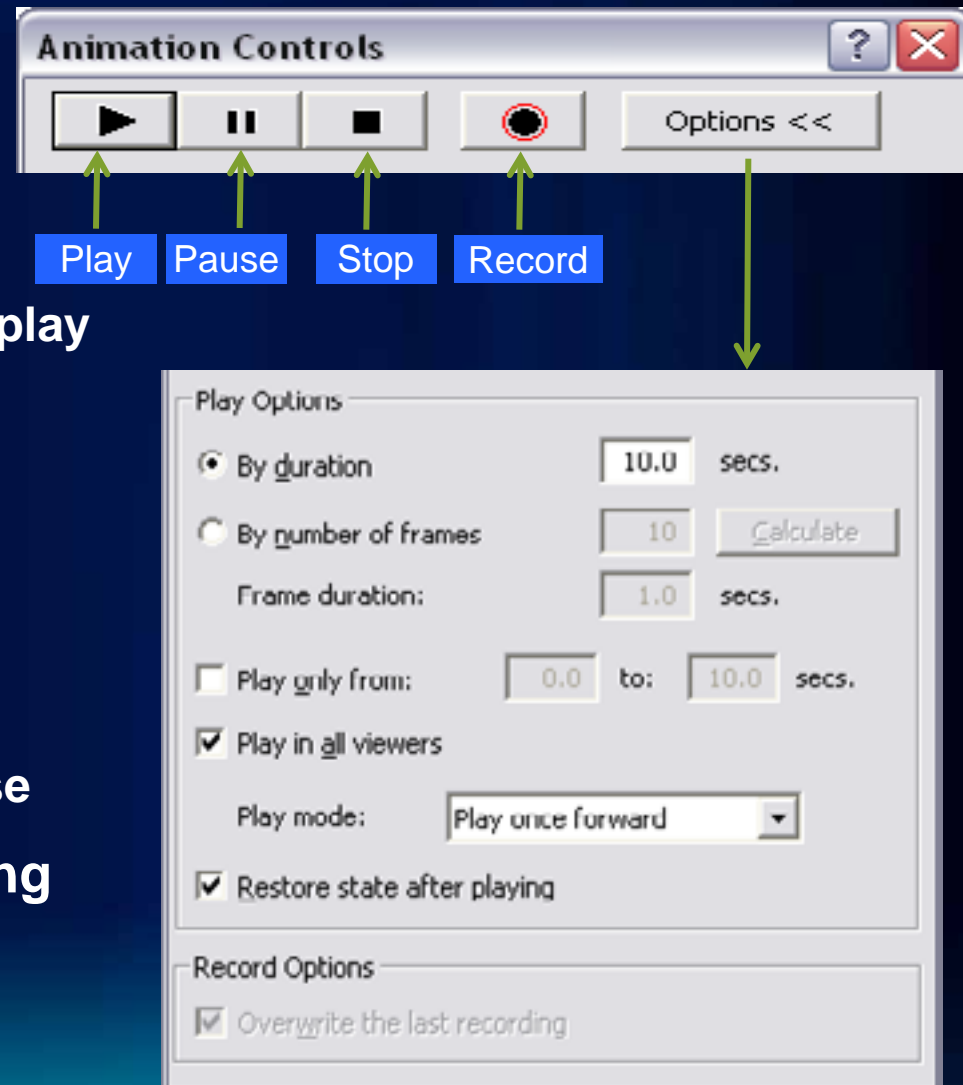 Animation Controls
?
Options <<
Play Pause Stop Record
play
Play Options
By duration 10.0 secs.
By number of frames 10 Calculate
Frame duration: 1.0 secs.
Play only from: 0.0 to: 10.0 secs.
Play in all viewers
se
Play mode: Play once forward
ng
Restore state after playing
Record Options
Overwrite the last recording